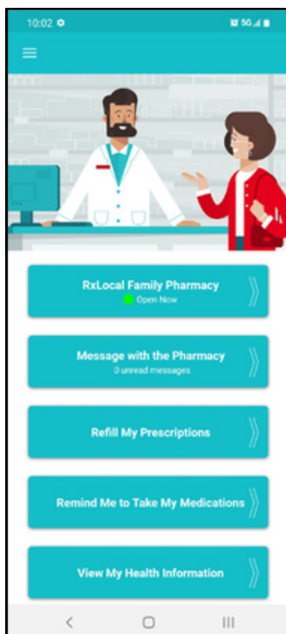 10:02
5G
RxLocal Family Pharmacy
Open Now
Message with the Pharmacy
0 unread messages
Refill My Prescriptions
Remind Me to Take My Medications
View My Health Information